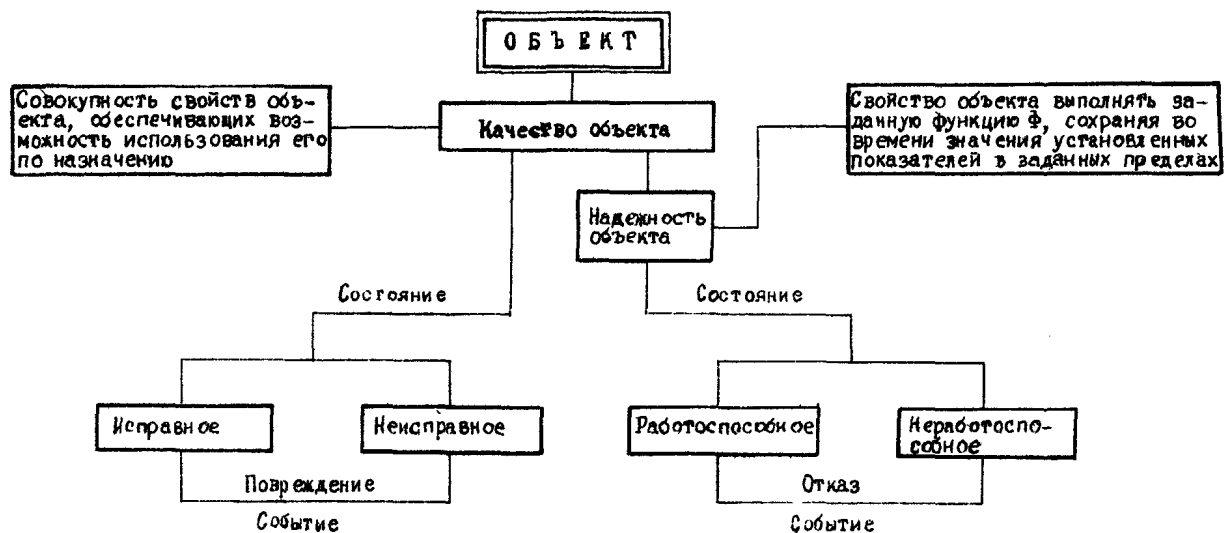 ОБЪЕКТ
Совокупность свойств объ-
екта, обеспечивающих воз-
можность использования его
по назначению
Качество объекта
Свойство объекта выполнять за-
данную функцию Ф, сохраняя во
времени значения установленных
показателей в заданных пределах
Надежность
объекта
Состояние
Состояние
Исправное
Неисправное
Работоспособное
Неработоспо-
собное
Повреждение
Отказ
Событие
Событие